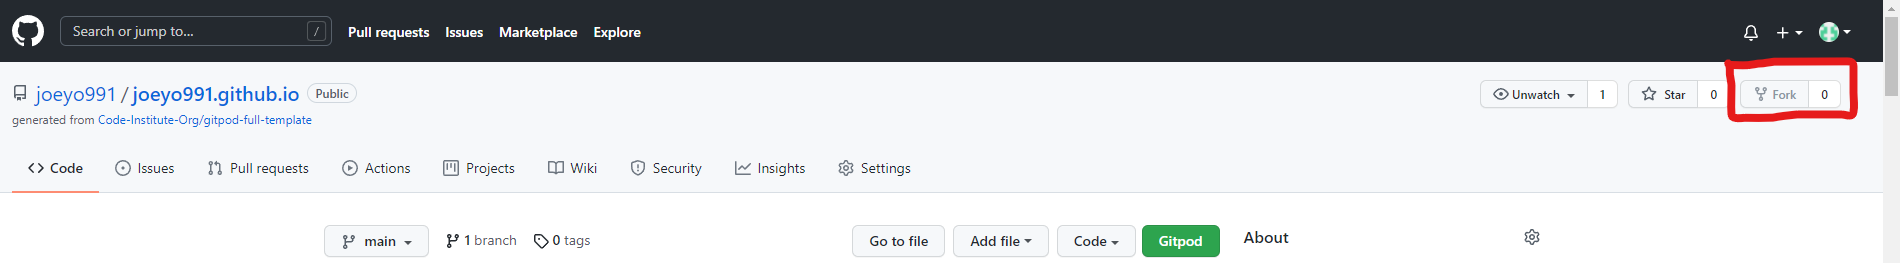 Search or jump to... / Pull requests Issues Marketplace Explore
joeyo991 / joeyo991.github.io Public Unwatch 1 Star 0 Fork 0
generated from Code-Institute-Org/gitpod-full-template
Code Issues Pull requests Actions Projects Wiki Security Insights Settings
main 1 branch 0 tags Go to file Add file Code Gitpod About